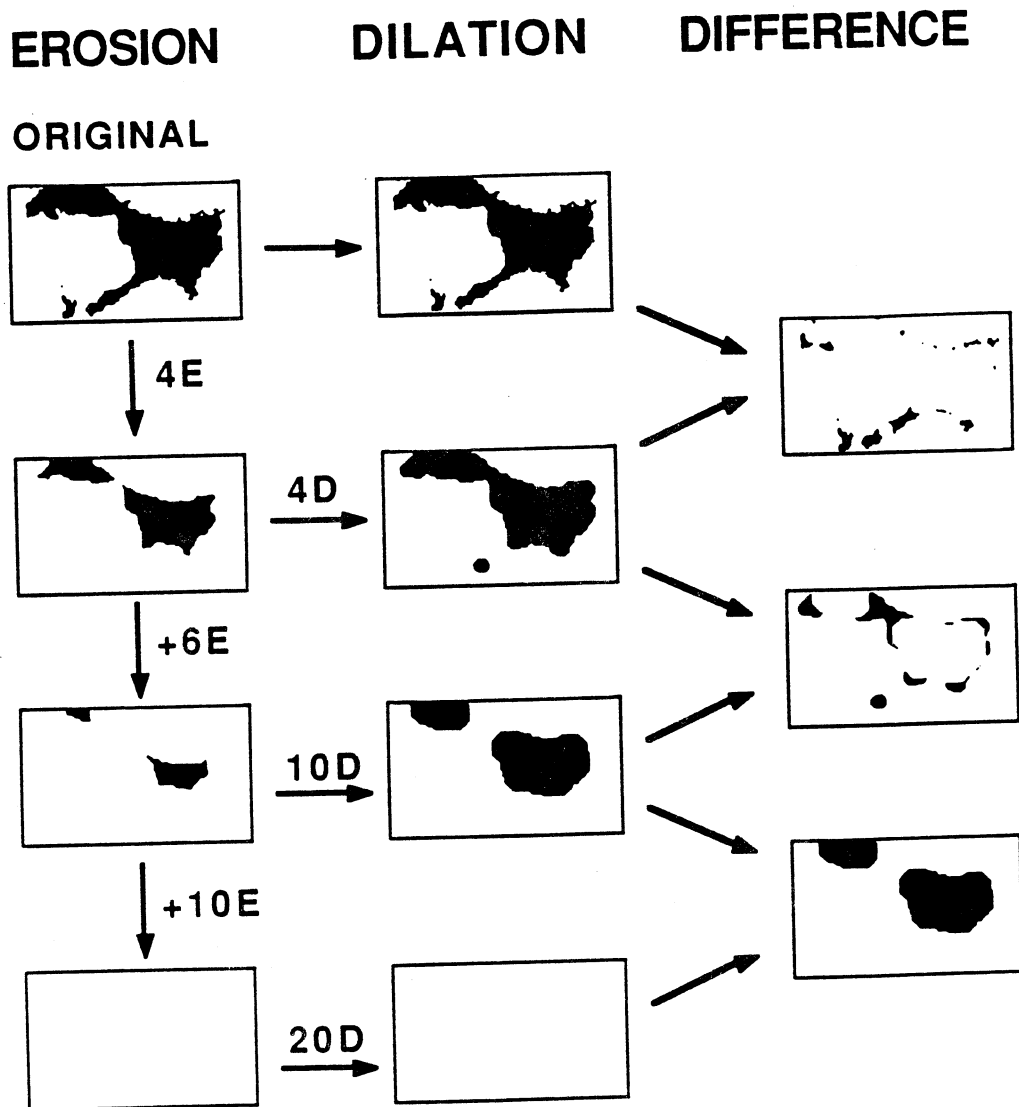 EROSION DILATION DIFFERENCE
ORIGINAL
4E
4D
+6E
10D
+10E
20D